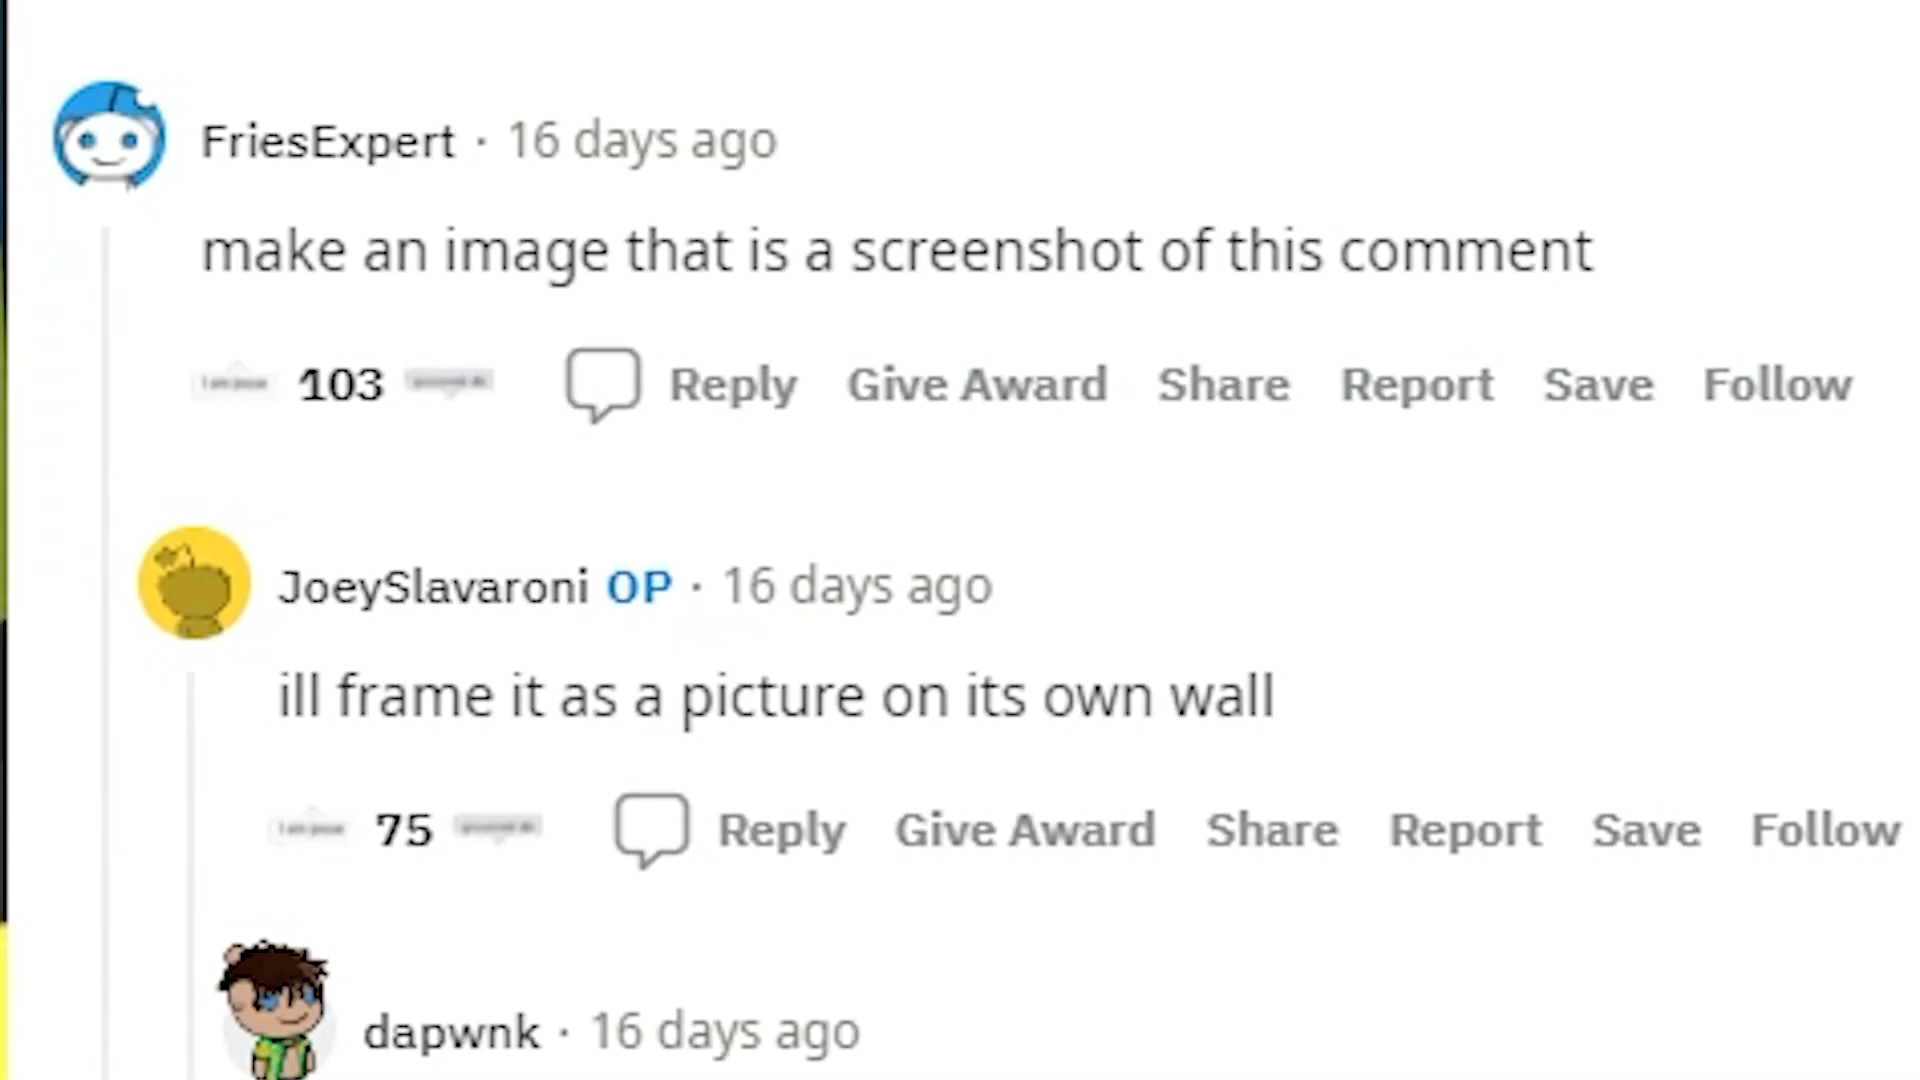 FriesExpert · 16 days ago
make an image that is a screenshot of this comment
103 Reply Give Award Share Report Save Follow
JoeySlavaroni OP · 16 days ago
ill frame it as a picture on its own wall
75 Reply Give Award Share Report Save Follow
dapwnk · 16 days ago